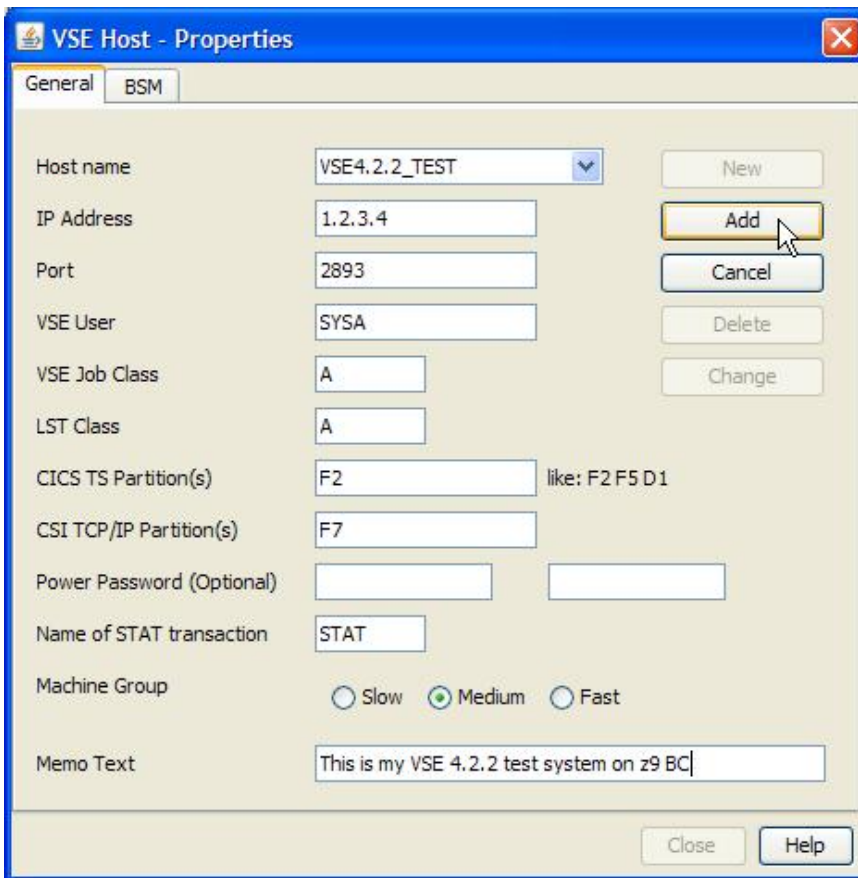 VSE Host - Properties
General BSM
Host name VSE4.2.2_TEST New
IP Address 1.2.3.4 Add
Port 2893 Cancel
VSE User SYSA Delete
VSE Job Class A Change
LST Class A
CICS TS Partition(s) F2 like: F2 F5 D1
CSI TCP/IP Partition(s) F7
Power Password (Optional)
Name of STAT transaction STAT
Machine Group Slow Medium Fast
Memo Text This is my VSE 4.2.2 test system on z9 BC
Close Help